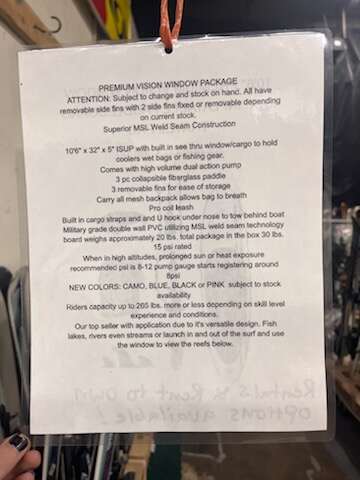 PREMIUM VISION WINDOW PACKAGE
ATTENTION: Subject to change and stock on hand. All have
removable side fins with 2 side fins fixed or removable depending
on current stock.
Superior MSL Weld Seam Construction
10'6" x 32" x 5" ISUP with built in see thru window/cargo to hold
coolers wet bags or fishing gear.
Comes with high volume dual action pump
3 pc collapsible fiberglass paddle
3 removable fins for ease of storage
Carry all mesh backpack allows bag to breath
Pro coil leash
Built in cargo straps and and U hook under nose to tow behind boat
Military grade double wall PVC utilizing MSL weld seam technology
board weighs approximately 20 lbs. total package in the box 30 lbs.
15 psi rated
When in high altitudes, prolonged sun or heat exposure
recommended psi is 8-12 pump gauge starts registering around
8psi
NEW COLORS: CAMO, BLUE, BLACK or PINK subject to stock
availability
Riders capacity up to 265 lbs. more or less depending on skill level
experience and conditions.
Our top seller with application due to it's versatile design. Fish
lakes, rivers even streams or launch in and out of the surf and use
the window to view the reefs below.
Rentals & Rent to Own
options available!